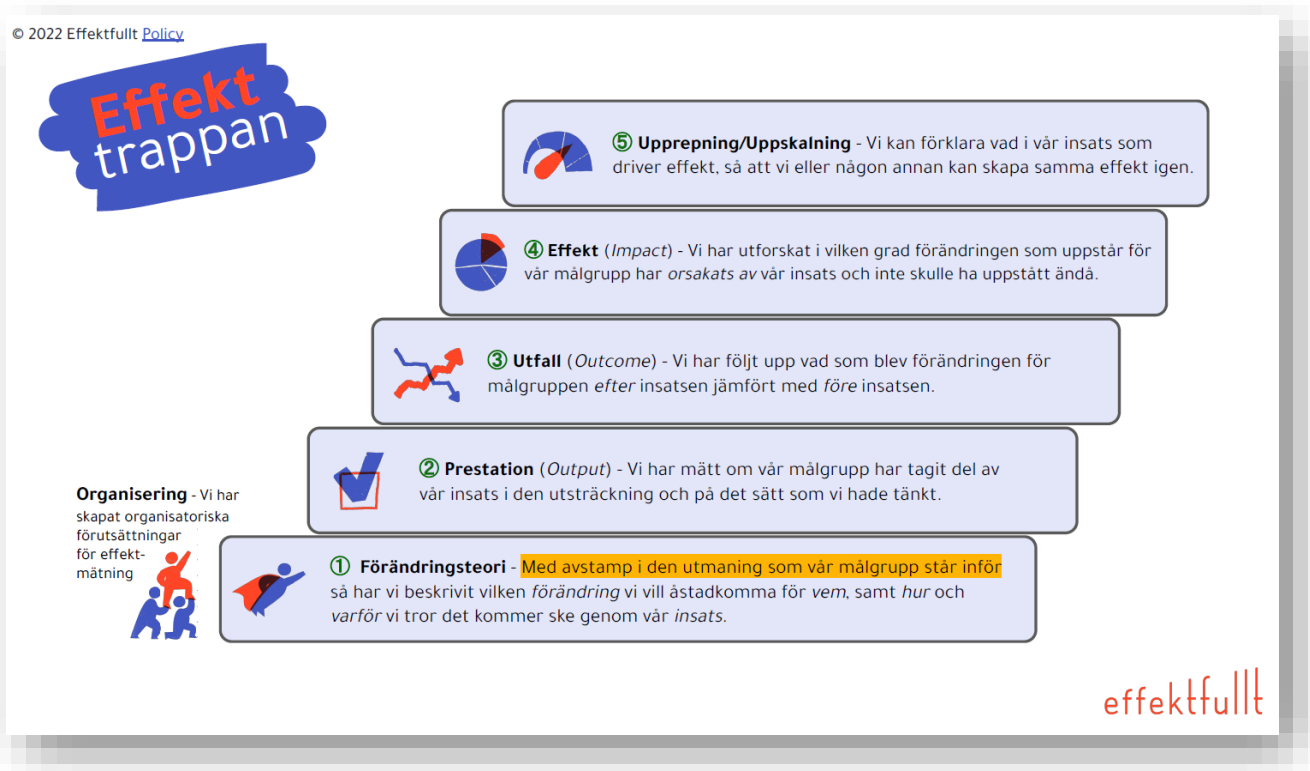 © 2022 Effektfullt Policy
Effekt
trappan
⑤ Upprepning/Uppskalning - Vi kan förklara vad i vår insats som
driver effekt, så att vi eller någon annan kan skapa samma effekt igen.
④ Effekt (Impact) - Vi har utforskat i vilken grad förändringen som uppstår för
vår målgrupp har orsakats av vår insats och inte skulle ha uppstått ändå.
③ Utfall (Outcome) - Vi har följt upp vad som blev förändringen för
målgruppen efter insatsen jämfört med före insatsen.
② Prestation (Output) - Vi har mätt om vår målgrupp har tagit del av
vår insats i den utsträckning och på det sätt som vi hade tänkt.
Organisering - Vi har
skapat organisatoriska
förutsättningar
för effekt-
mätning
① Förändringsteori - Med avstamp i den utmaning som vår målgrupp står inför
så har vi beskrivit vilken förändring vi vill åstadkomma för vem, samt hur och
varför vi tror det kommer ske genom vår insats.
effektfullt